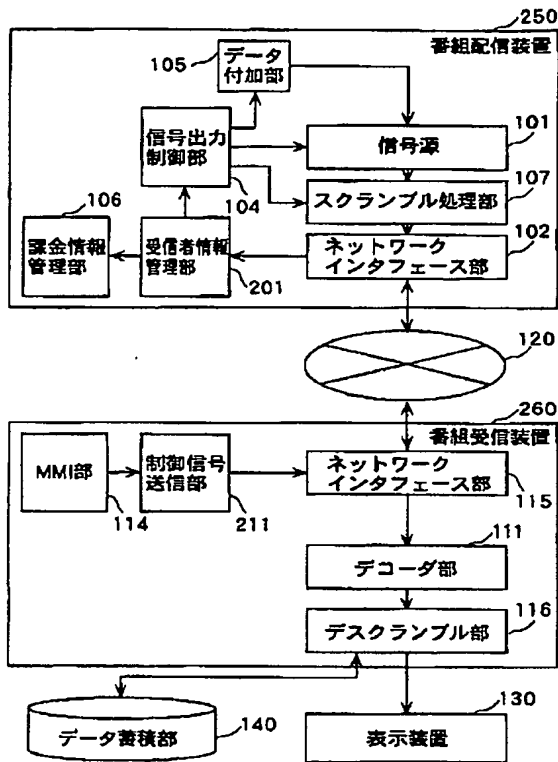 250
番組配信装置
105
データ
付加部
信号出力
制御部
104
信号源
101
スクランブル処理部
107
106
課金情報
管理部
受信者情報
管理部
201
ネットワーク
インタフェース部
102
120
260
番組受信装置
MMI部
114
制御信号
送信部
211
ネットワーク
インタフェース部
115
111
デコーダ部
116
デスクランブル部
データ蓄積部
140
130
表示装置